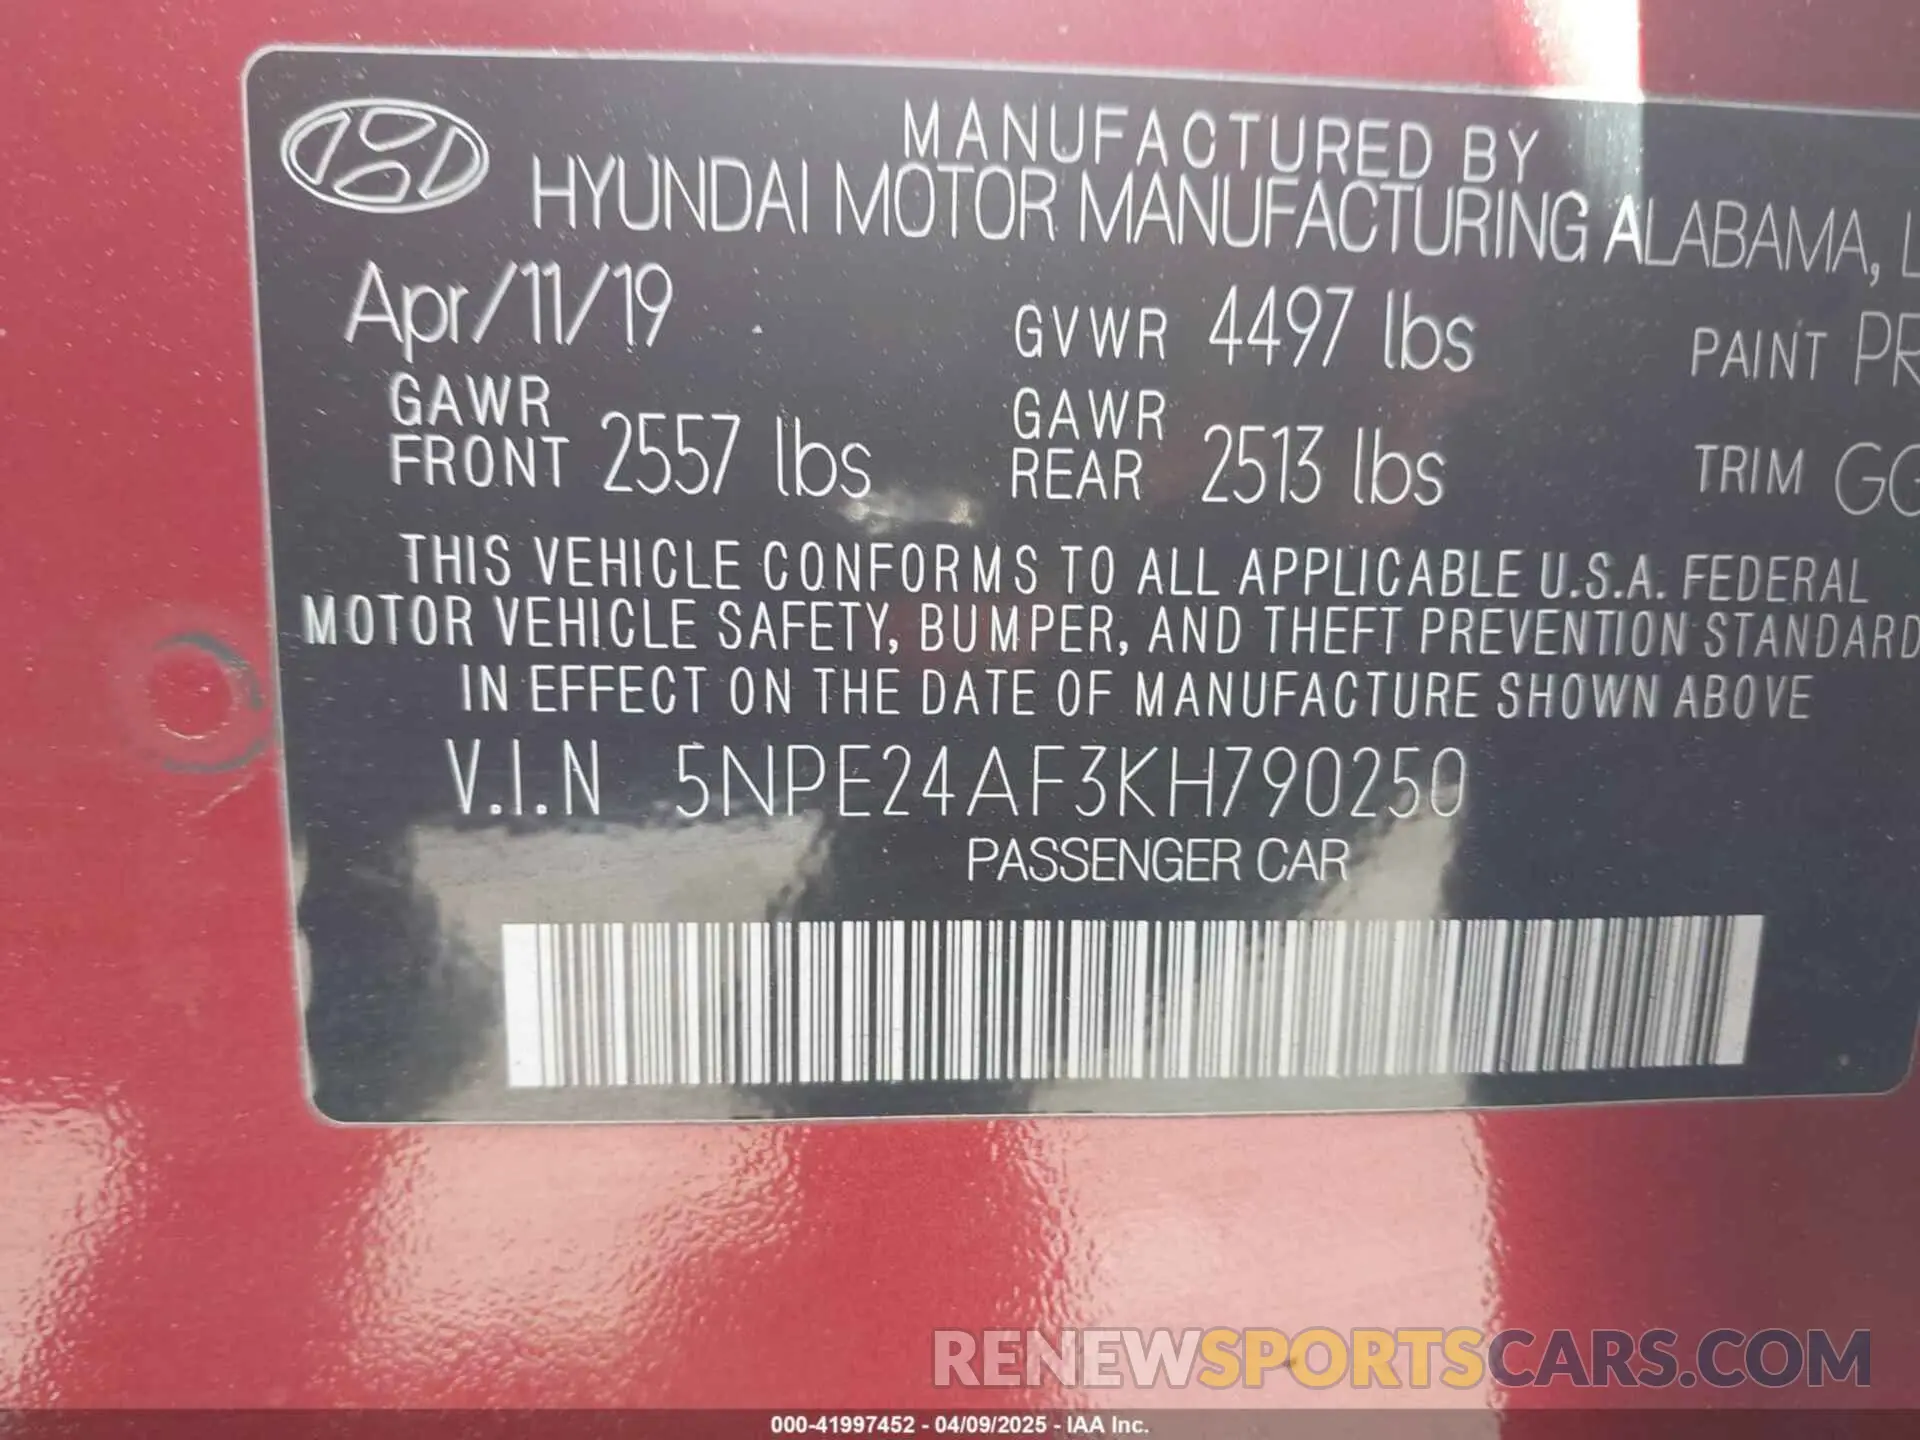 MANUFACTURED BY
HYUNDAI MOTOR MANUFACTURING ALABAMA, L
Apr/11/19 GVWR 4497 lbs PAINT PR
GAWR FRONT 2557 lbs GAWR REAR 2513 lbs TRIM GG
THIS VEHICLE CONFORMS TO ALL APPLICABLE U.S.A. FEDERAL
MOTOR VEHICLE SAFETY, BUMPER, AND THEFT PREVENTION STANDARD
IN EFFECT ON THE DATE OF MANUFACTURE SHOWN ABOVE
V.I.N 5NPE24AF3KH790250
PASSENGER CAR
RENEWSPORTSCARS.COM
000-41997452 - 04/09/2025 - IAA Inc.